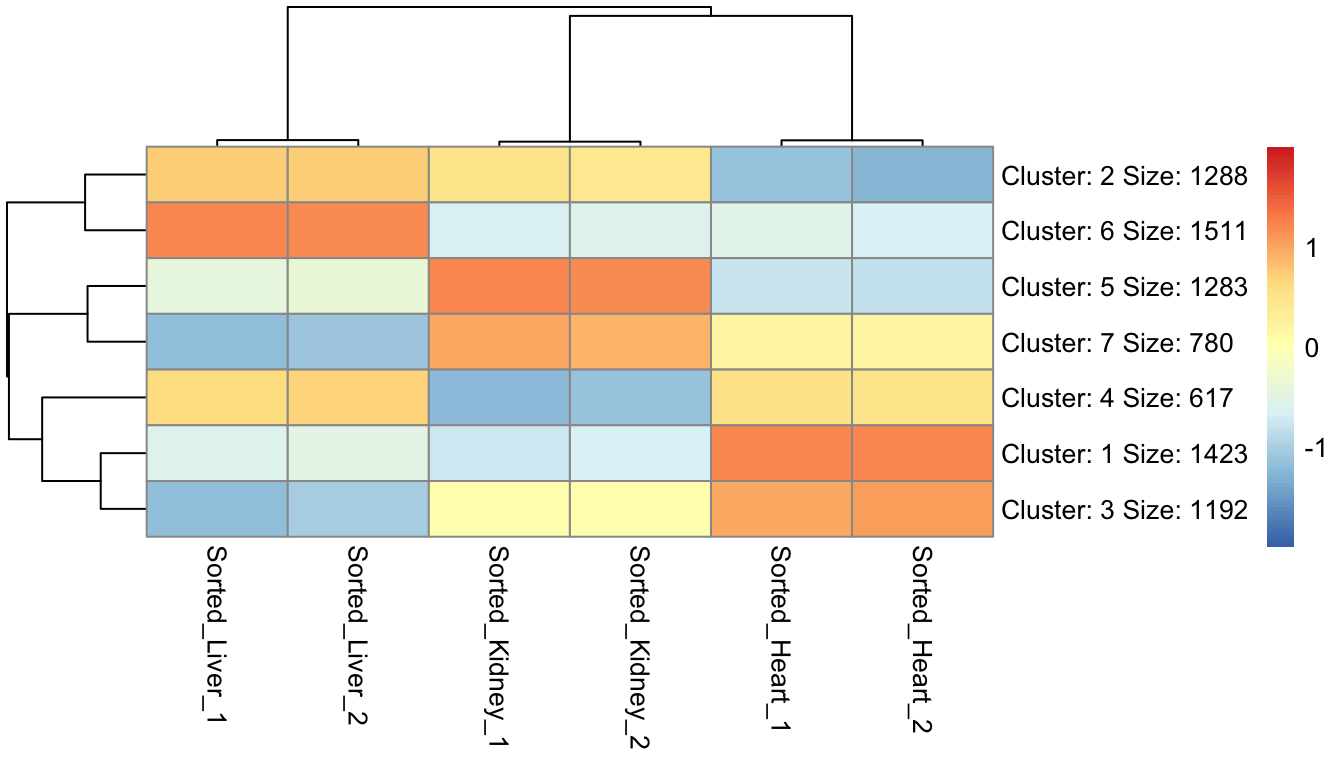 Cluster: 2 Size: 1288
Cluster: 6 Size: 1511
Cluster: 5 Size: 1283
Cluster: 7 Size: 780
Cluster: 4 Size: 617
Cluster: 1 Size: 1423
Cluster: 3 Size: 1192
1
0
-1
Sorted_Liver_1
Sorted_Liver_2
Sorted_Kidney_1
Sorted_Kidney_2
Sorted_Heart_1
Sorted_Heart_2